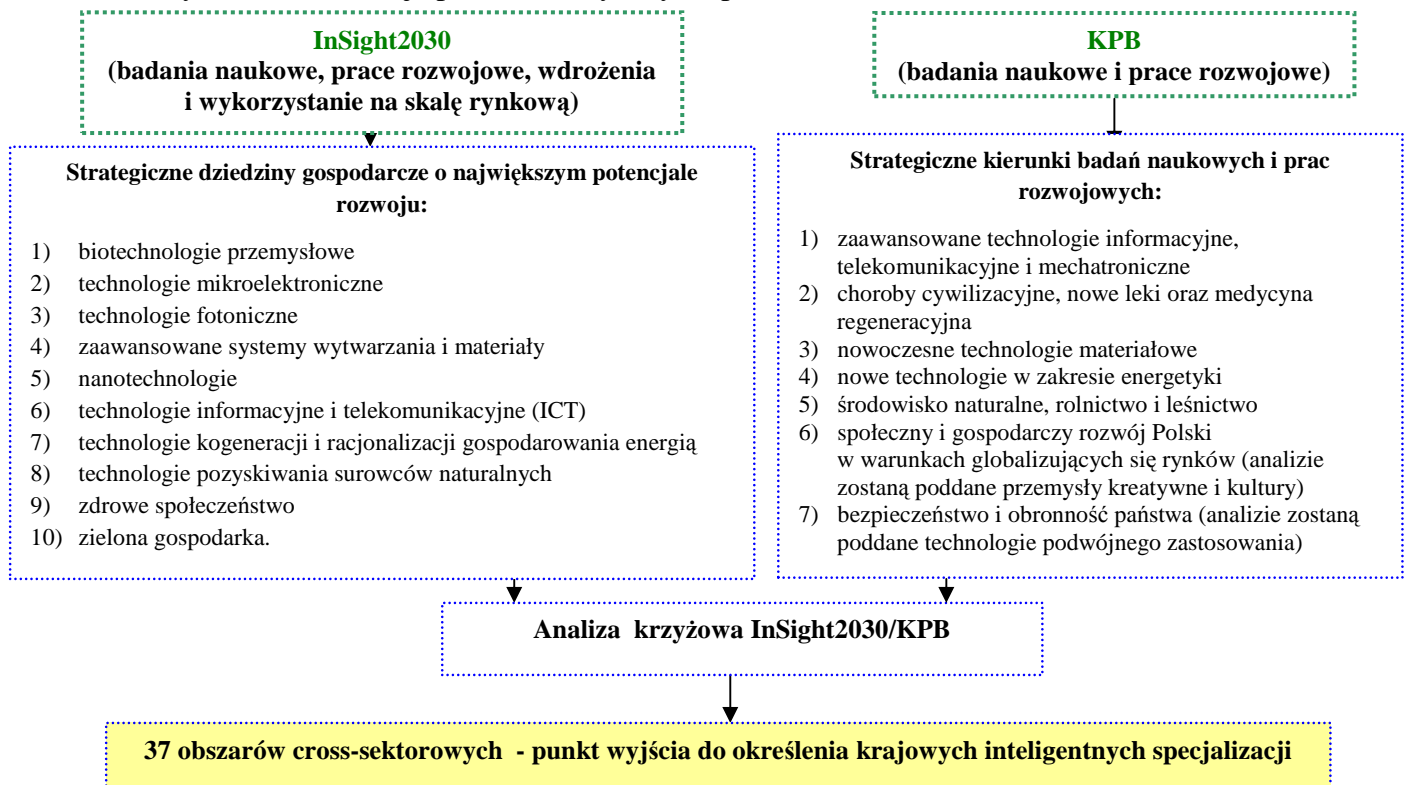 InSight2030
(badania naukowe, prace rozwojowe, wdrożenia
i wykorzystanie na skalę rynkową)
KPB
(badania naukowe i prace rozwojowe)
Strategiczne dziedziny gospodarcze o największym potencjale
rozwoju:
1) biotechnologie przemysłowe
2) technologie mikroelektroniczne
3) technologie fotoniczne
4) zaawansowane systemy wytwarzania i materiały
5) nanotechnologie
6) technologie informacyjne i telekomunikacyjne (ICT)
7) technologie kogeneracji i racjonalizacji gospodarowania energią
8) technologie pozyskiwania surowców naturalnych
9) zdrowe społeczeństwo
10) zielona gospodarka.
Strategiczne kierunki badań naukowych i prac
rozwojowych:
1) zaawansowane technologie informacyjne,
telekomunikacyjne i mechatroniczne
2) choroby cywilizacyjne, nowe leki oraz medycyna
regeneracyjna
3) nowoczesne technologie materiałowe
4) nowe technologie w zakresie energetyki
5) środowisko naturalne, rolnictwo i leśnictwo
6) społeczny i gospodarczy rozwój Polski
w warunkach globalizujących się rynków (analizie
zostaną poddane przemysły kreatywne i kultury)
7) bezpieczeństwo i obronność państwa (analizie zostaną
poddane technologie podwójnego zastosowania)
Analiza krzyżowa InSight2030/KPB
37 obszarów cross-sektorowych - punkt wyjścia do określenia krajowych inteligentnych specjalizacji